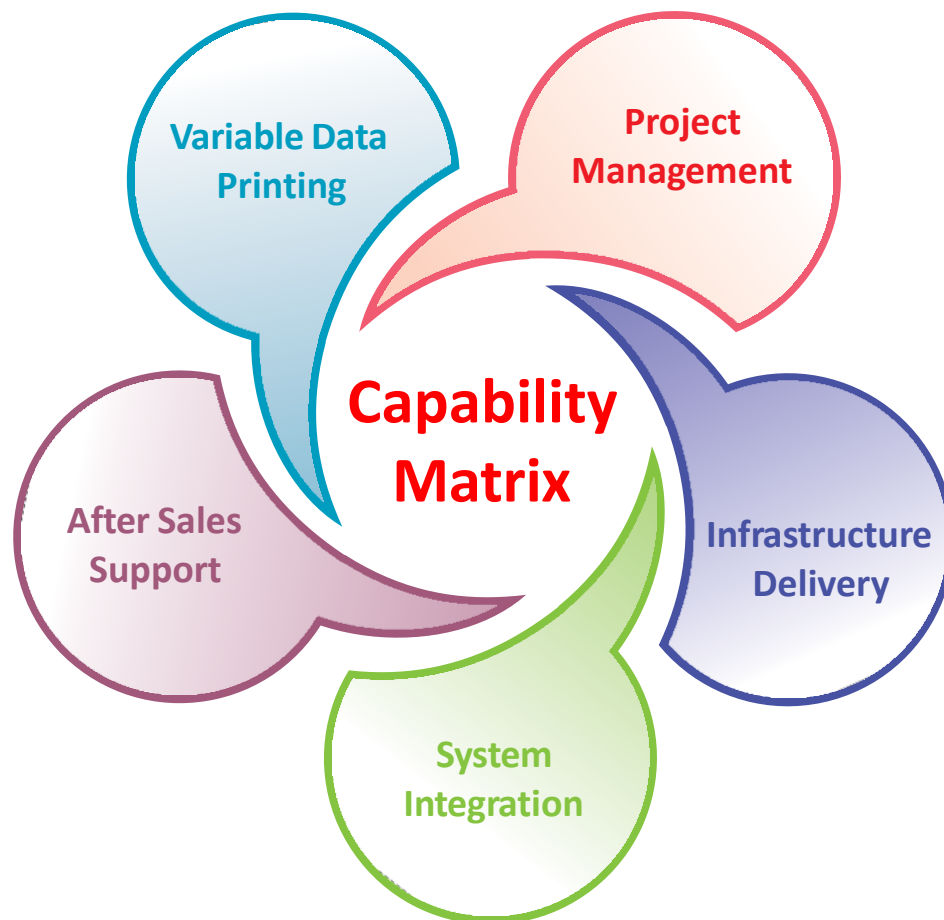 Variable Data
Printing
Project
Management
Capability
Matrix
After Sales
Support
Infrastructure
Delivery
System
Integration